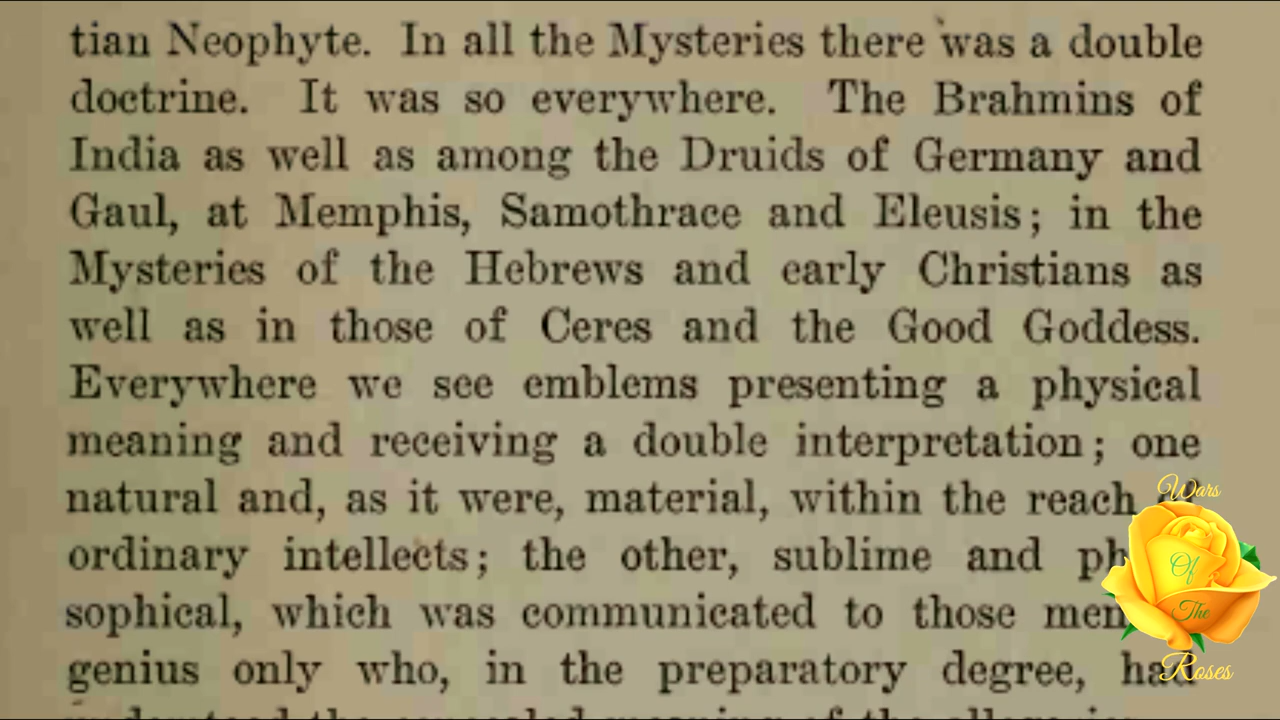 tian Neophyte. In all the Mysteries there was a double
doctrine. It was so everywhere. The Brahmins of
India as well as among the Druids of Germany and
Gaul, at Memphis, Samothrace and Eleusis; in the
Mysteries of the Hebrews and early Christians as
well as in those of Ceres and the Good Goddess.
Everywhere we see emblems presenting a physical
meaning and receiving a double interpretation; one
natural and, as it were, material, within the reach
ordinary intellects; the other, sublime and
sophical, which was communicated to those men
genius only who, in the preparatory degree, had
Wars
Of
The
Roses